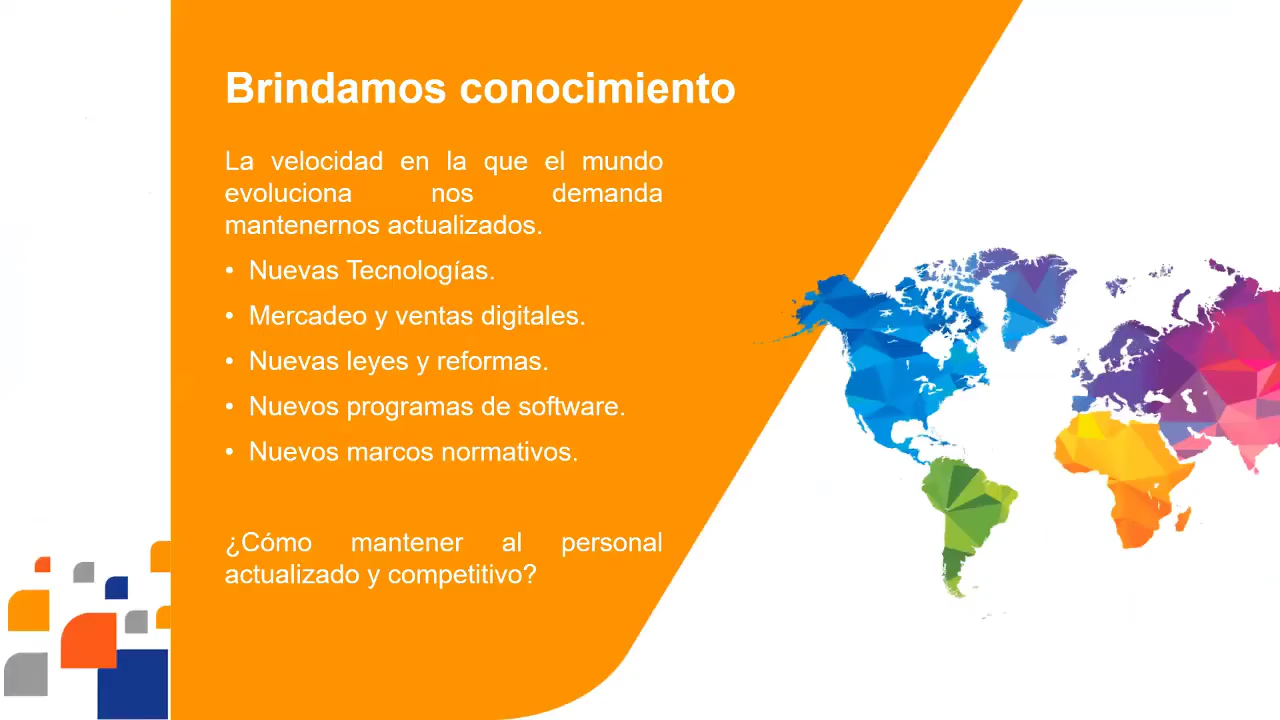 Brindamos conocimiento
La velocidad en la que el mundo
evoluciona nos demanda
mantenernos actualizados.
• Nuevas Tecnologías.
• Mercadeo y ventas digitales.
• Nuevas leyes y reformas.
• Nuevos programas de software.
• Nuevos marcos normativos.
¿Cómo mantener al personal
actualizado y competitivo?